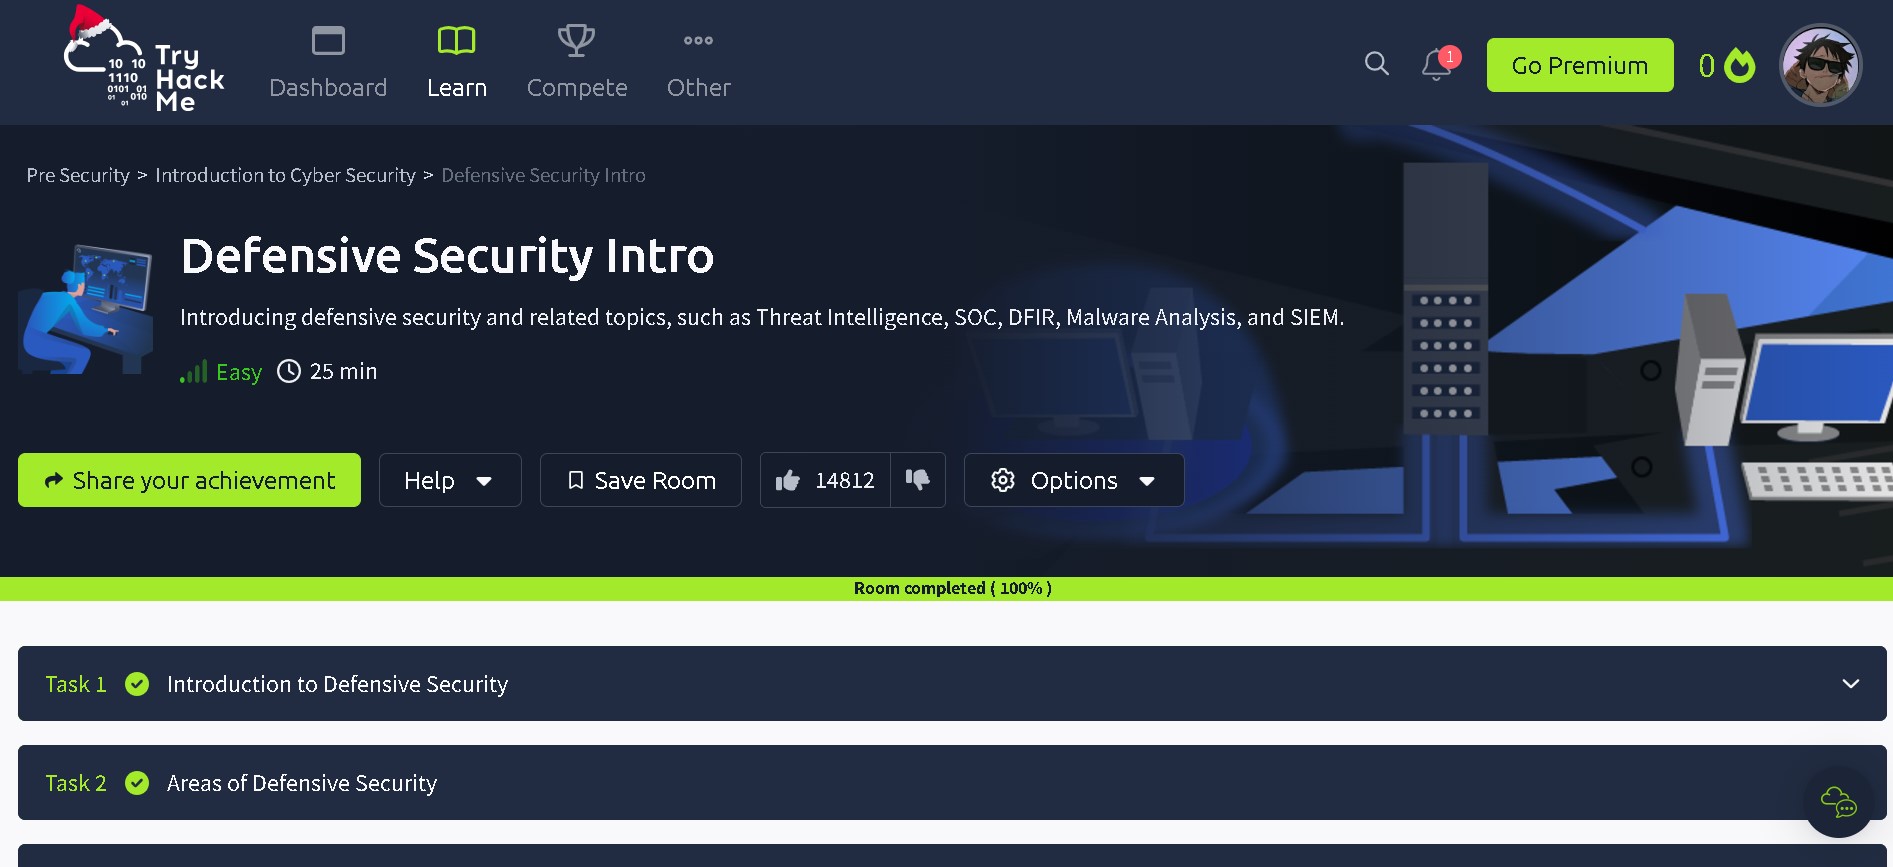 Try
Hack
Me
10 10
1110
0101 01
01 010
01
Dashboard
Learn
Compete
Other
1
Go Premium
0
Pre Security > Introduction to Cyber Security > Defensive Security Intro
Defensive Security Intro
Introducing defensive security and related topics, such as Threat Intelligence, SOC, DFIR, Malware Analysis, and SIEM.
Easy 25 min
Share your achievement
Help
Save Room
14812
Options
Room completed ( 100% )
Task 1 Introduction to Defensive Security
Task 2 Areas of Defensive Security